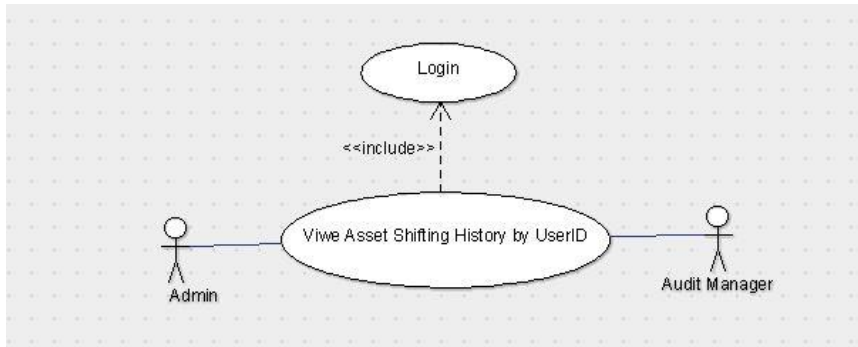 Login
<<include>>
Viwe Asset Shifting History by UserID
Admin
Audit Manager